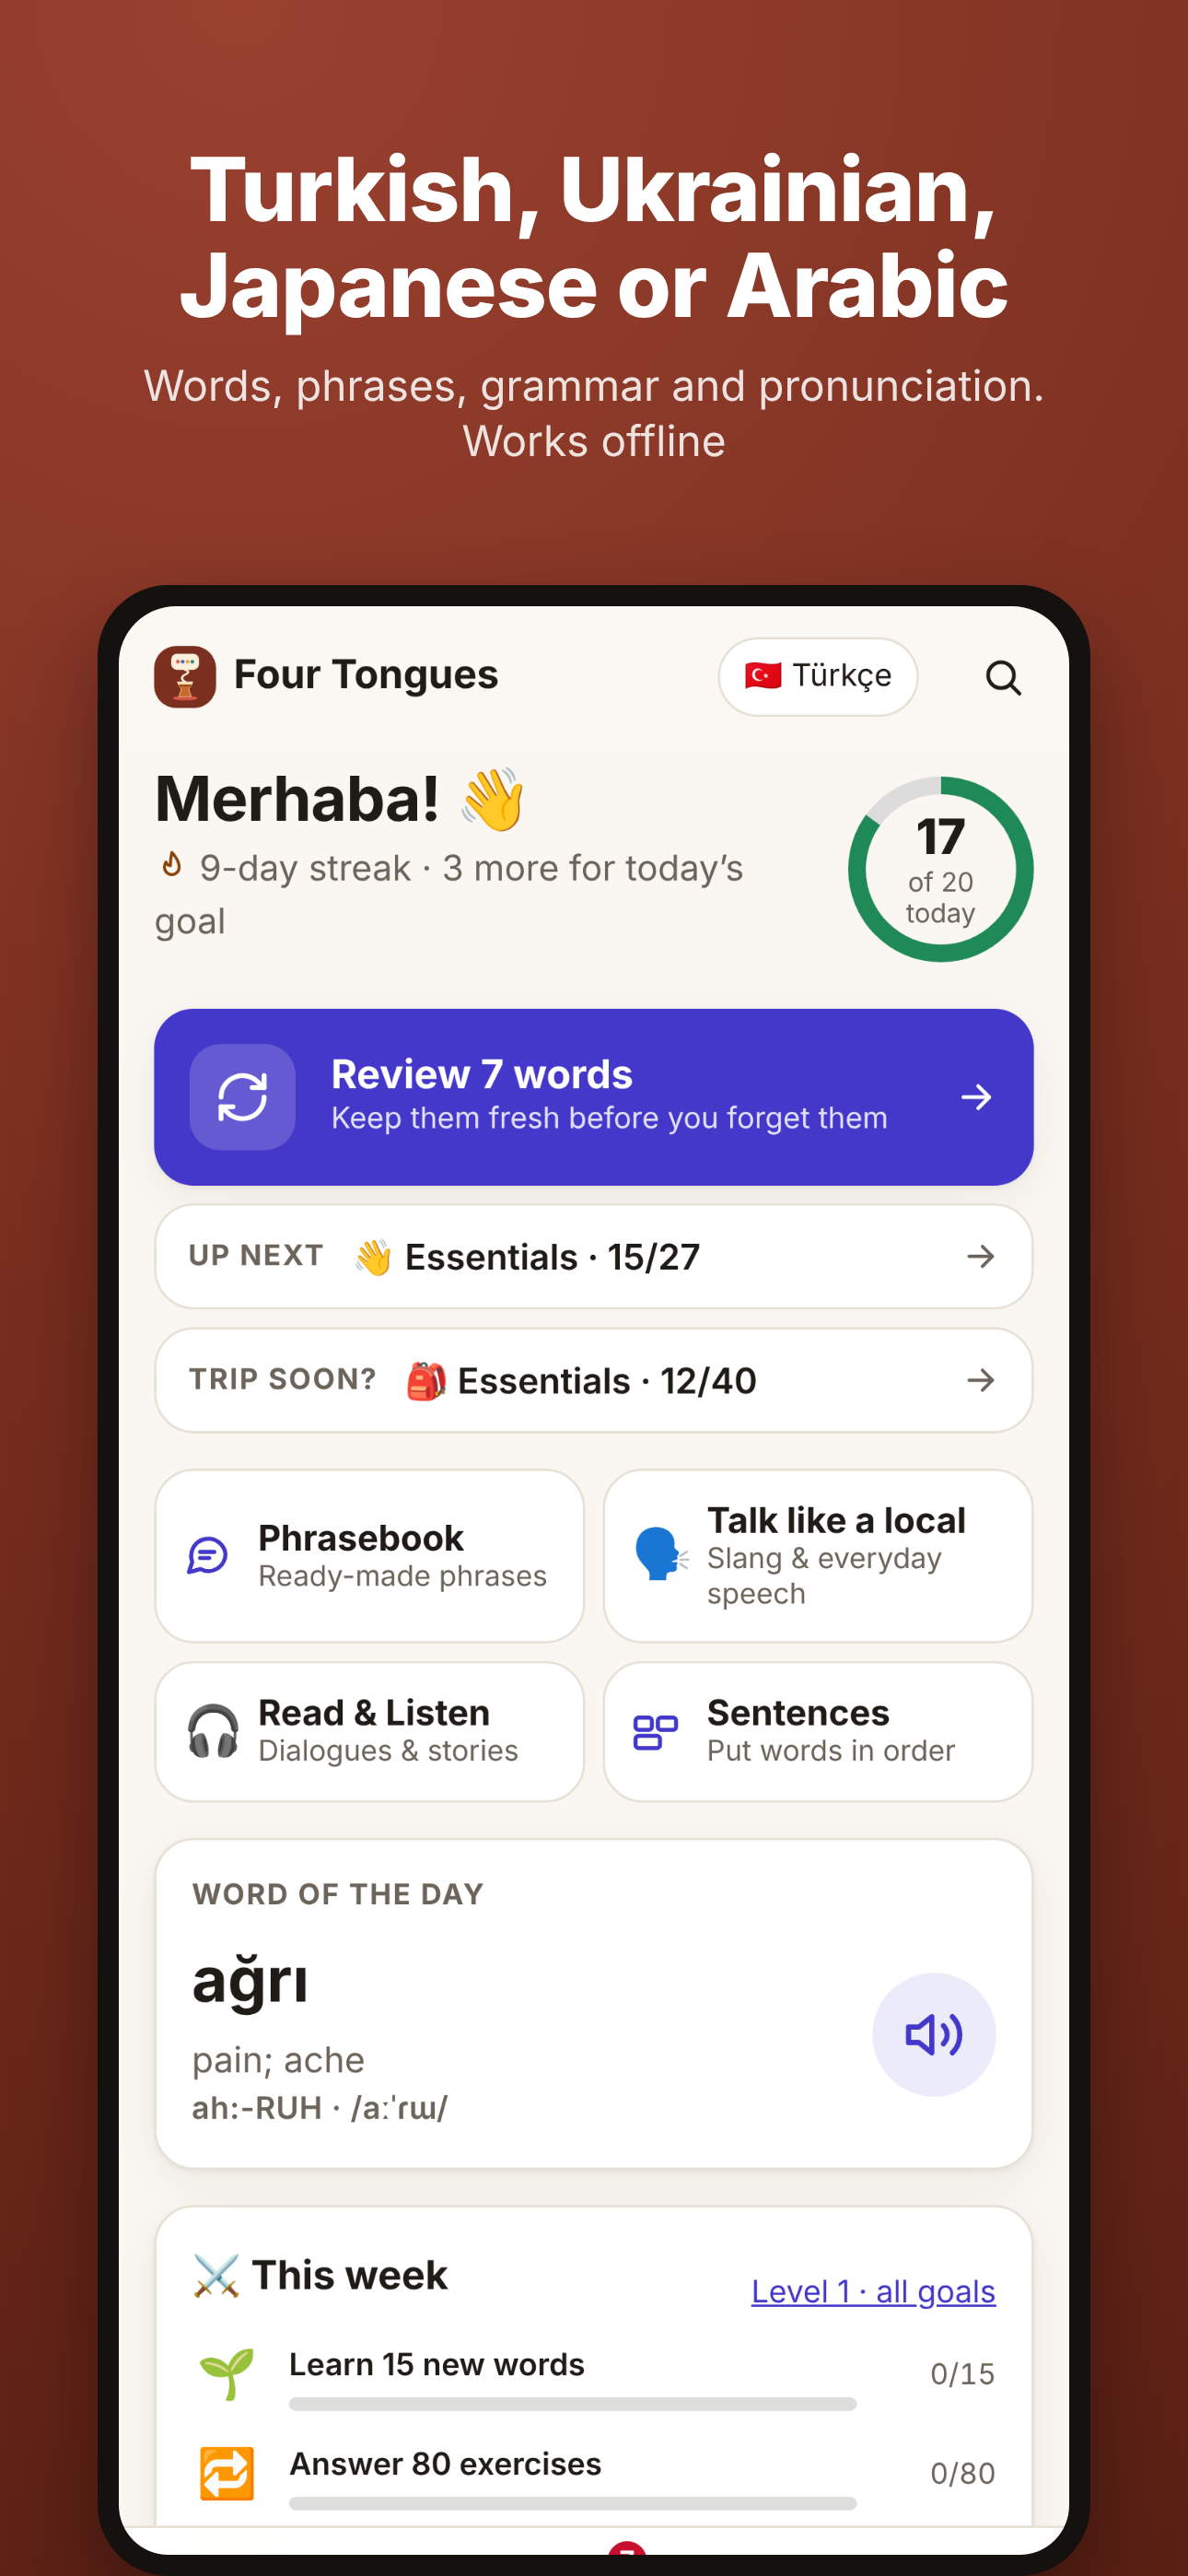 Turkish, Ukrainian,
Japanese or Arabic
Words, phrases, grammar and pronunciation.
Works offline
Four Tongues
Türkçe
Merhaba! 👋
9-day streak · 3 more for today’s
goal
17
of 20
today
Review 7 words
Keep them fresh before you forget them
UP NEXT 👋 Essentials · 15/27
TRIP SOON? 🎒 Essentials · 12/40
Phrasebook
Ready-made phrases
Talk like a local
Slang & everyday
speech
Read & Listen
Dialogues & stories
Sentences
Put words in order
WORD OF THE DAY
ağrı
pain; ache
ah:-RUH · /aːˈɾɯ/
⚔️ This week
Level 1 · all goals
Learn 15 new words
0/15
Answer 80 exercises
0/80